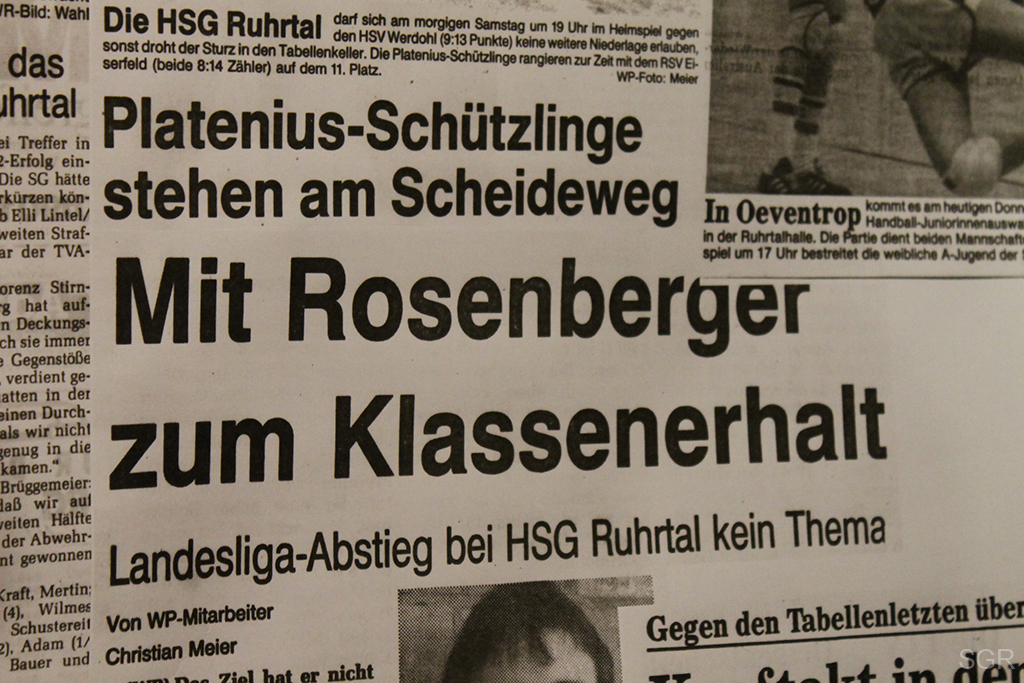 R-Bild: Wahl
das
uhrtal
ei Treffer in
2-Erfolg ein-
Die SG hätte
rkürzen kön-
b Elli Lintel/
weiten Straf-
ar der TVA-
orenz Stirn-
rg hat auf-
n Deckungs-
ch sie immer
e Gegenstöße
, verdient ge-
atten in der
einen Durch-
als wir nicht
genug in die
kamen."
Brüggemeier:
daß wir auf
weiten Hälfte
der Abwehr-
nt gewonnen
Kraft, Mertin;
(4), Wilmes
Schustereit
2), Adam (1/
Bauer und
Die HSG Ruhrtal darf sich am morgigen Samstag um 19 Uhr im Heimspiel gegen
den HSV Werdohl (9:13 Punkte) keine weitere Niederlage erlauben,
sonst droht der Sturz in den Tabellenkeller. Die Platenius-Schützlinge rangieren zur Zeit mit dem RSV Ei-
serfeld (beide 8:14 Zähler) auf dem 11. Platz.
WP-Foto: Meier
Platenius-Schützlinge
stehen am Scheideweg
In Oeventrop kommt es am heutigen Donn
Handball-Juniorinnenauswa
in der Ruhrtalhalle. Die Partie dient beiden Mannschafte
spiel um 17 Uhr bestreitet die weibliche A-Jugend der
Mit Rosenberger
zum Klassenerhalt
Landesliga-Abstieg bei HSG Ruhrtal kein Thema
Von WP-Mitarbeiter
Christian Meier
Das Ziel hat er nicht
Gegen den Tabellenletzten über
in der
SGR